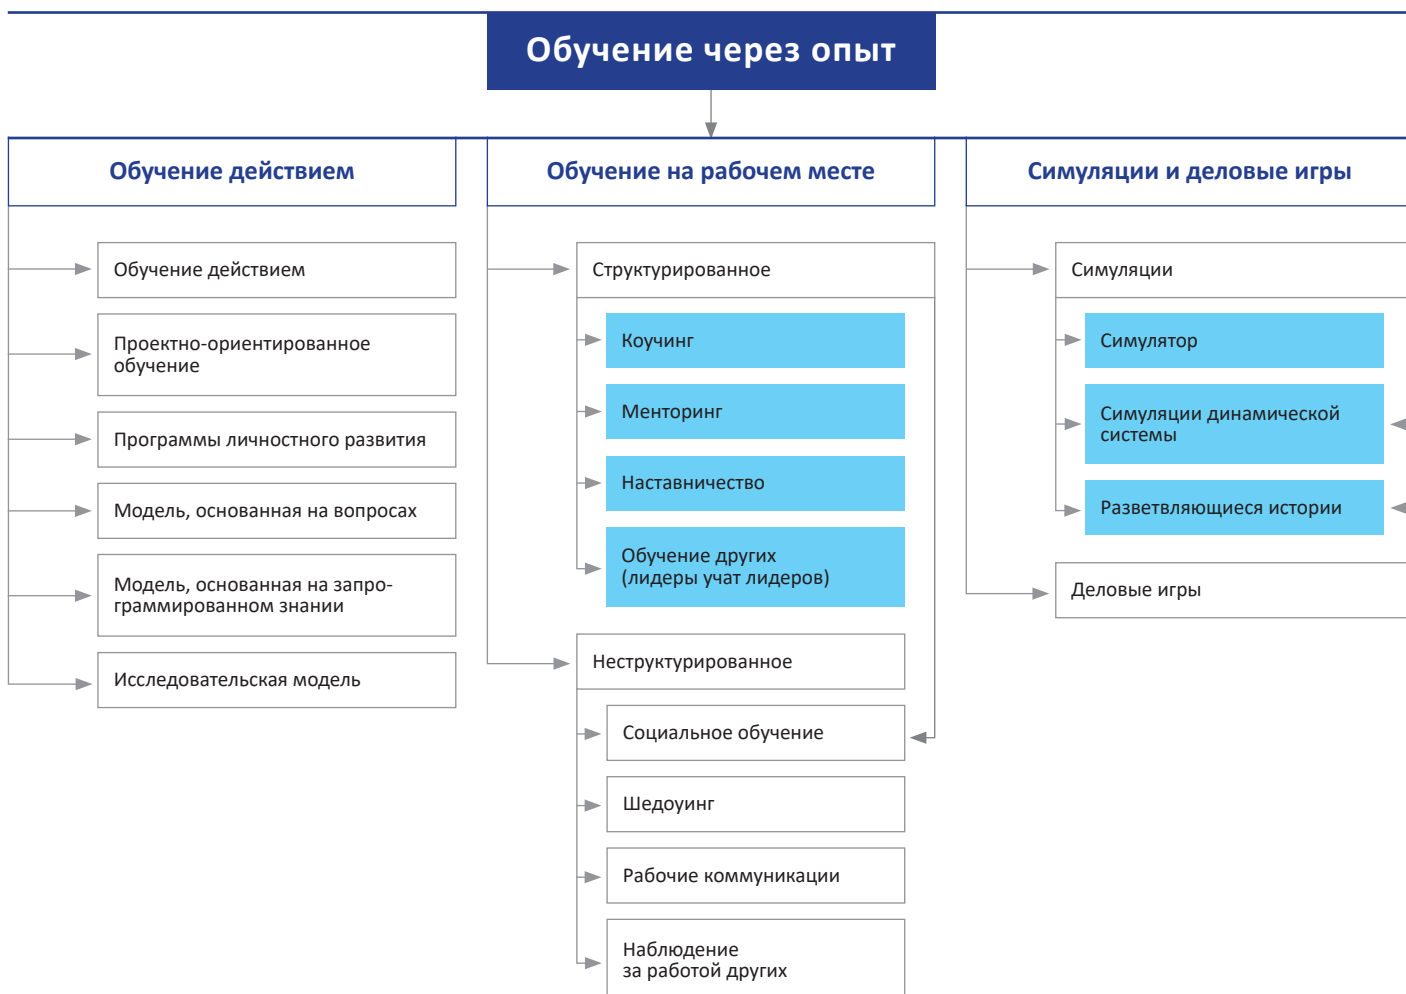 Обучение через опыт
Обучение действием
Обучение действием
Проектно-ориентированное
обучение
Программы личностного развития
Модель, основанная на вопросах
Модель, основанная на запро-
граммированном знании
Исследовательская модель
Обучение на рабочем месте
Структурированное
Коучинг
Менторинг
Наставничество
Обучение других
(лидеры учат лидеров)
Неструктурированное
Социальное обучение
Шедоуинг
Рабочие коммуникации
Наблюдение
за работой других
Симуляции и деловые игры
Симуляции
Симулятор
Симуляции динамической
системы
Разветвляющиеся истории
Деловые игры